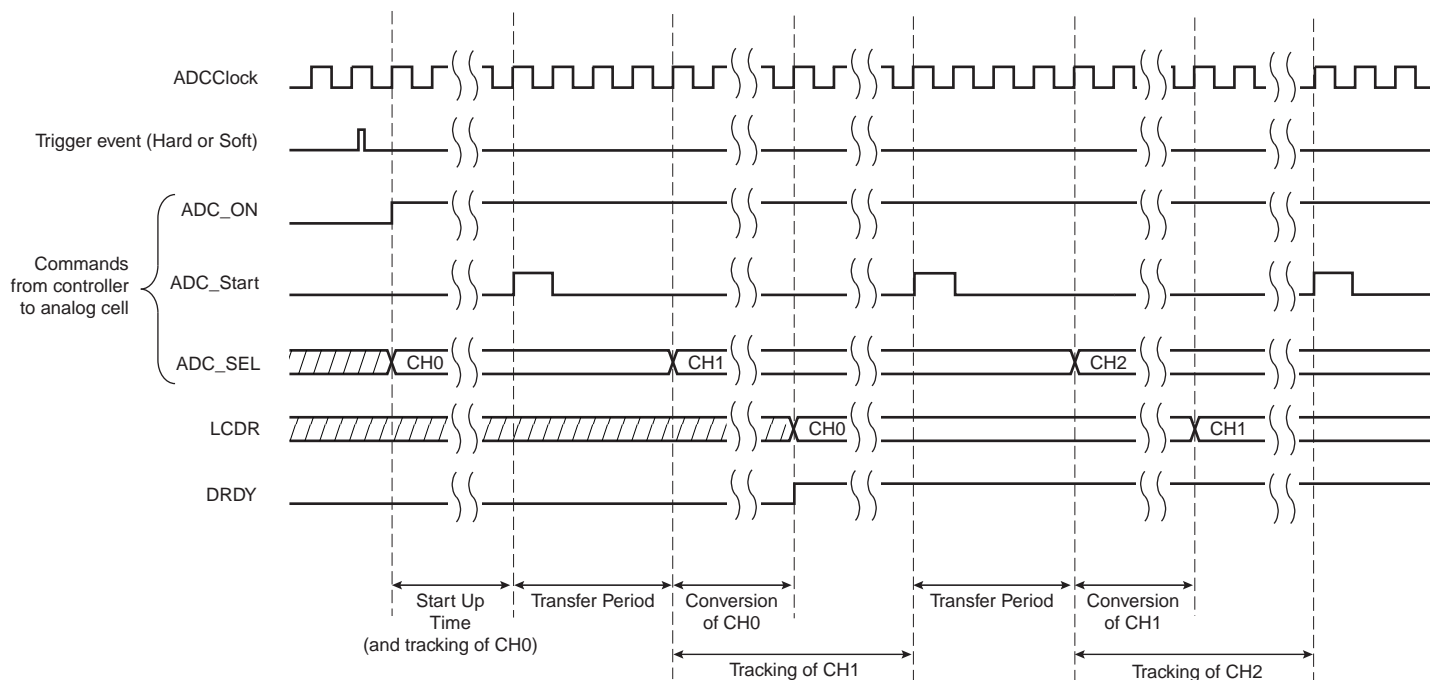 ADCClock
Trigger event (Hard or Soft)
ADC_ON
Commands
from controller
to analog cell
ADC_Start
ADC_SEL
CH0
CH1
CH2
LCDR
CH0
CH1
DRDY
Start Up
Time
(and tracking of CH0)
Transfer Period
Conversion
of CH0
Transfer Period
Conversion
of CH1
Tracking of CH1
Tracking of CH2